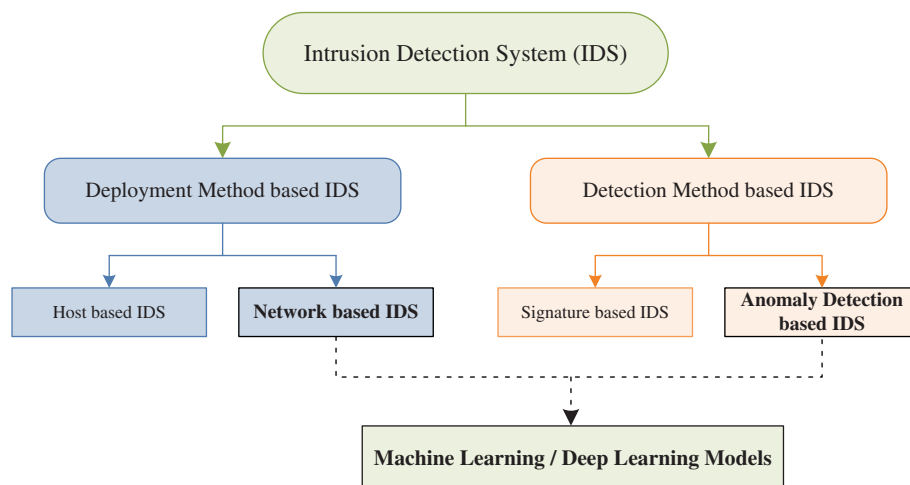 Intrusion Detection System (IDS)
Deployment Method based IDS
Detection Method based IDS
Host based IDS
Network based IDS
Signature based IDS
Anomaly Detection
based IDS
Machine Learning / Deep Learning Models